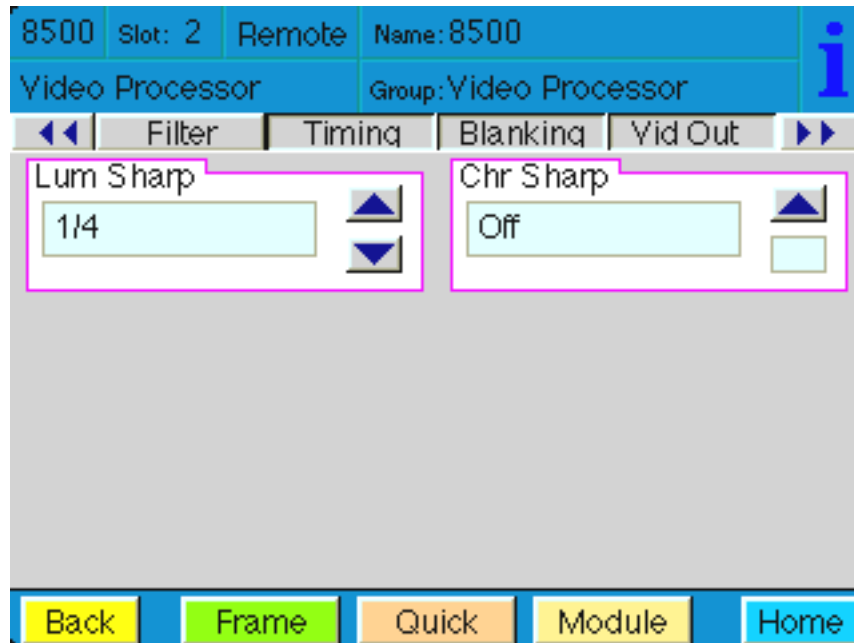 8500 Slot: 2 Remote Name: 8500
Video Processor Group: Video Processor
Filter Timing Blanking Vid Out
Lum Sharp Chr Sharp
1/4 Off
Back Frame Quick Module Home